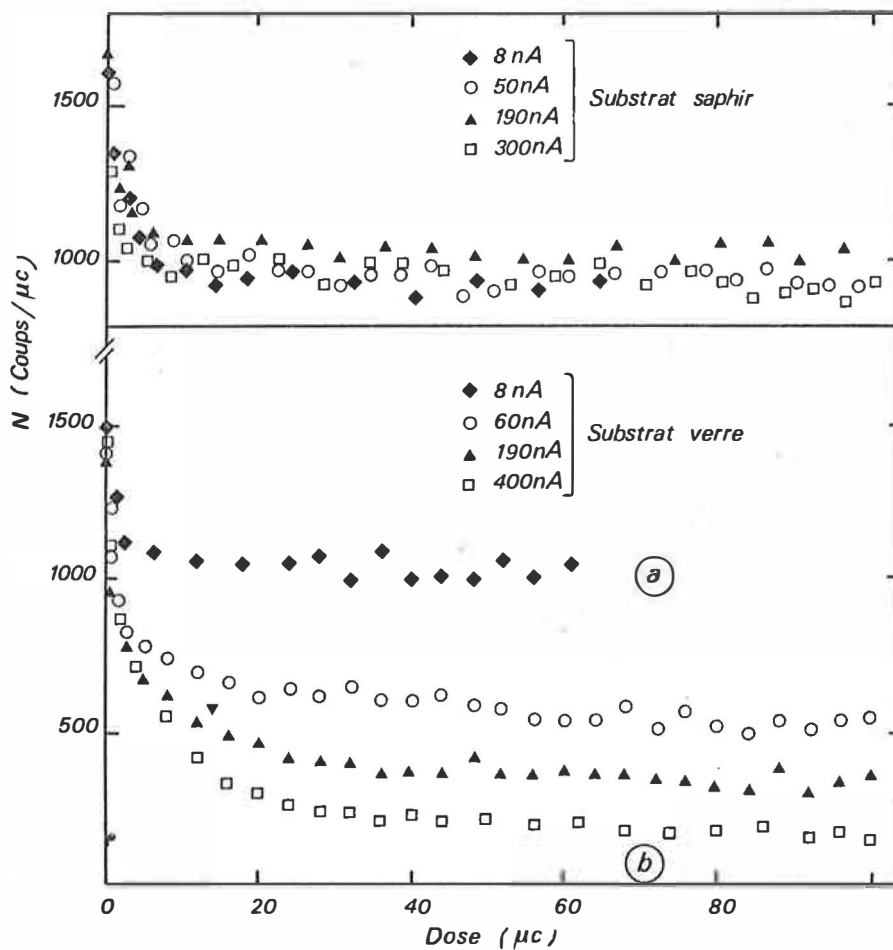 8 nA
50nA
190nA
300nA
Substrat saphir
1500
1000
N (Coups/μc)
8 nA
60nA
190nA
400nA
Substrat verre
1500
1000
500
a
b
0
20
40
60
80
Dose (μc)